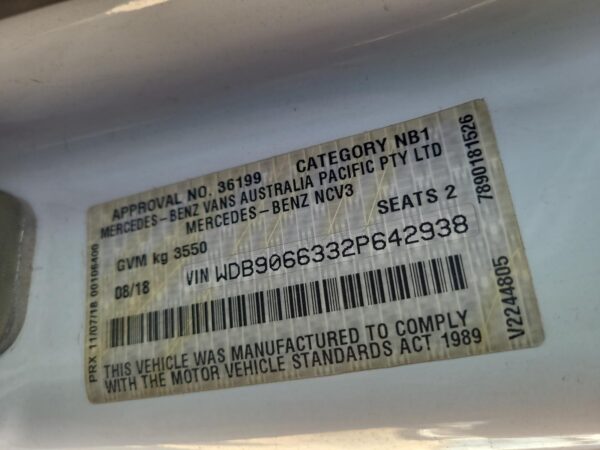 APPROVAL NO. 36199 CATEGORY NB1
MERCEDES-BENZ VANS AUSTRALIA PACIFIC PTY LTD
MERCEDES-BENZ NCV3
GVM kg 3550 SEATS 2
08/18 VIN WDB9066332P642938
THIS VEHICLE WAS MANUFACTURED TO COMPLY
WITH THE MOTOR VEHICLE STANDARDS ACT 1989
PRX 11/07/18 00106400
7890181526
V2244805